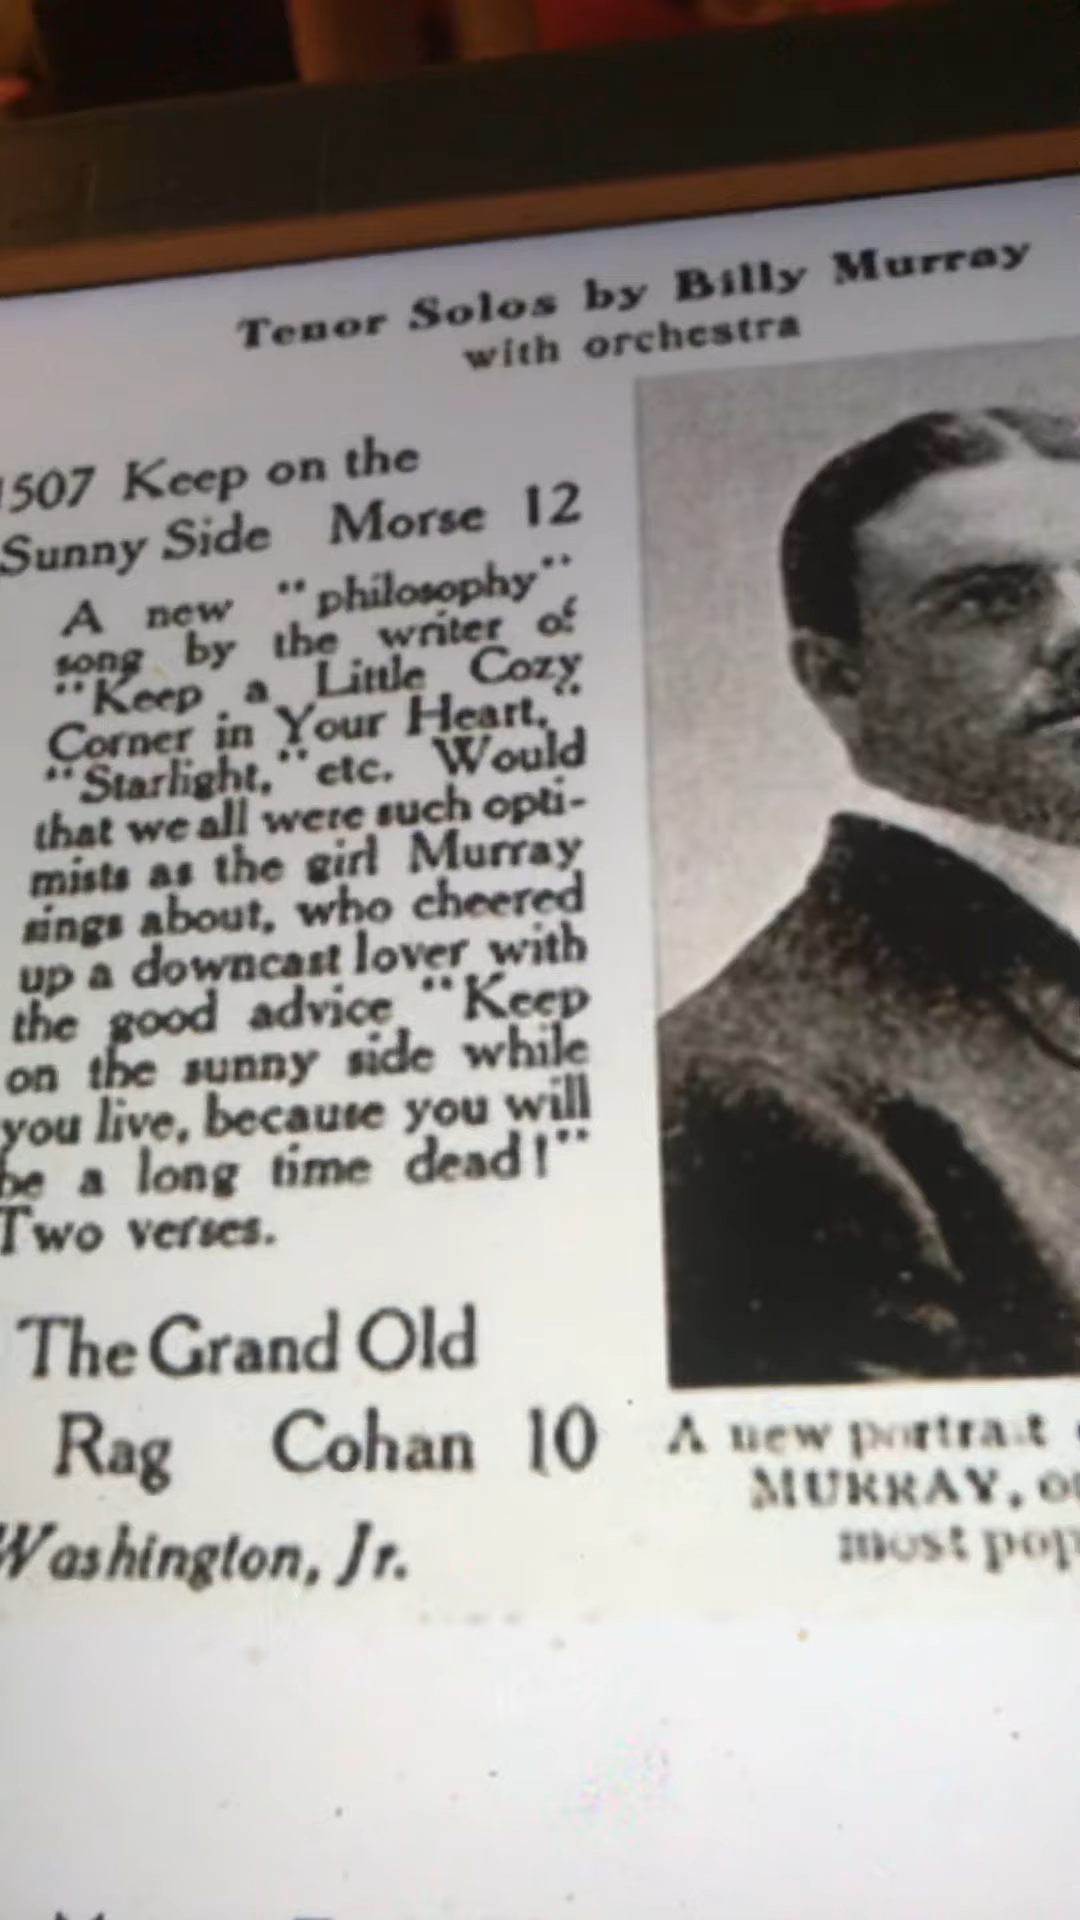 Tenor Solos by Billy Murray
with orchestra
1507 Keep on the
Sunny Side Morse 12
A new "philosophy"
song by the writer of
"Keep a Little Cozy
Corner in Your Heart,"
"Starlight," etc. Would
that we all were such opti-
mists as the girl Murray
sings about, who cheered
up a downcast lover with
the good advice "Keep
on the sunny side while
you live, because you will
be a long time dead!"
Two verses.
The Grand Old
Rag Cohan 10
Washington, Jr.
A new portrait
MURRAY,
most